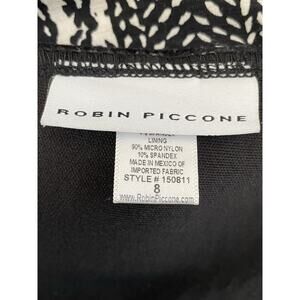 ROBIN PICCONE
SPANDEX
LINING
90% MICRO NYLON
10% SPANDEX
MADE IN MEXICO OF
IMPORTED FABRIC
STYLE # 150811
8
www.RobinPiccone.com